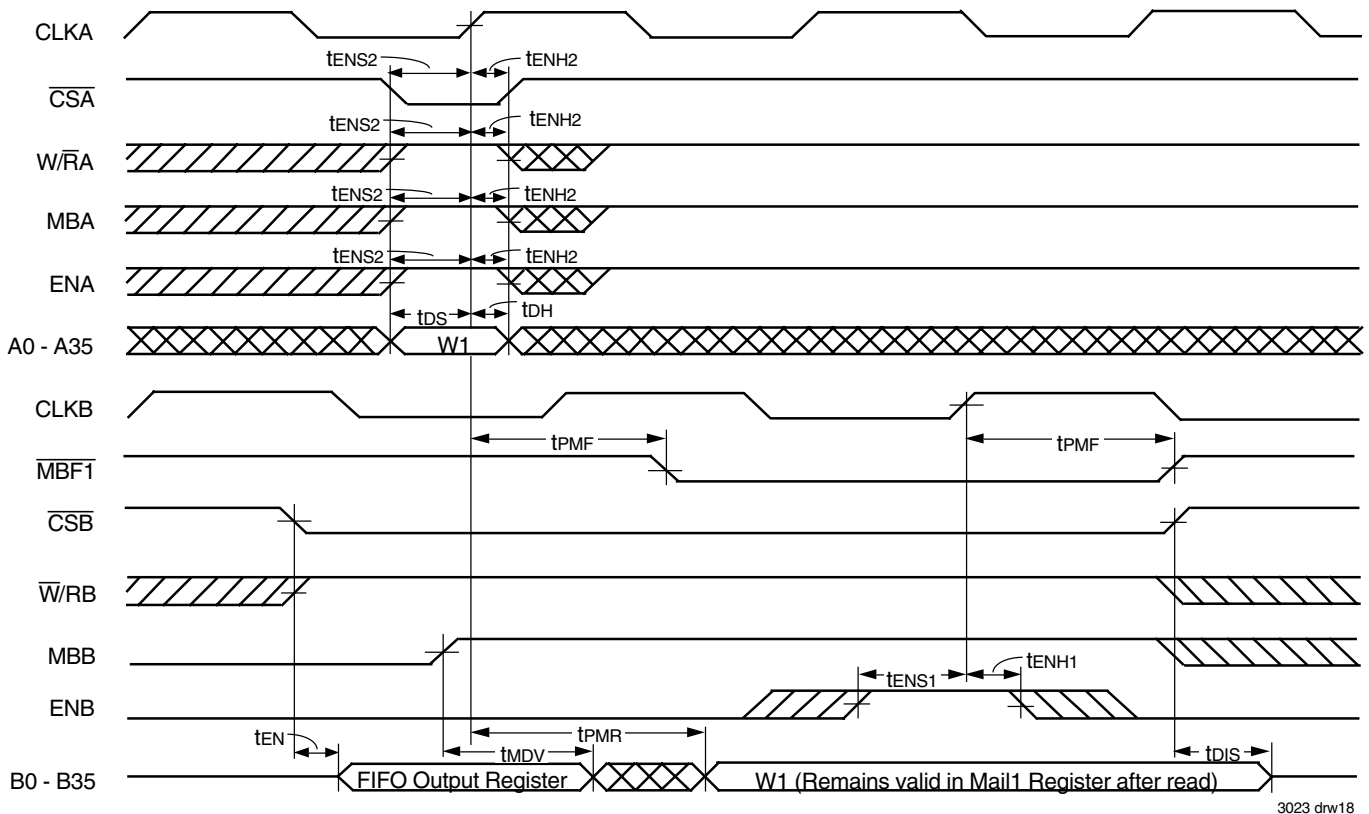 CLKA
tENS2 tENH2
CSA
tENS2 tENH2
W/RA
tENS2 tENH2
MBA
tENS2 tENH2
ENA
tDS tDH
A0 - A35 W1
CLKB
tPMF tPMF
MBF1
CSB
W/RB
MBB
tENS1 tENH1
ENB
tEN tMDV tPMR tDIS
B0 - B35 FIFO Output Register W1 (Remains valid in Mail1 Register after read)
3023 drw18